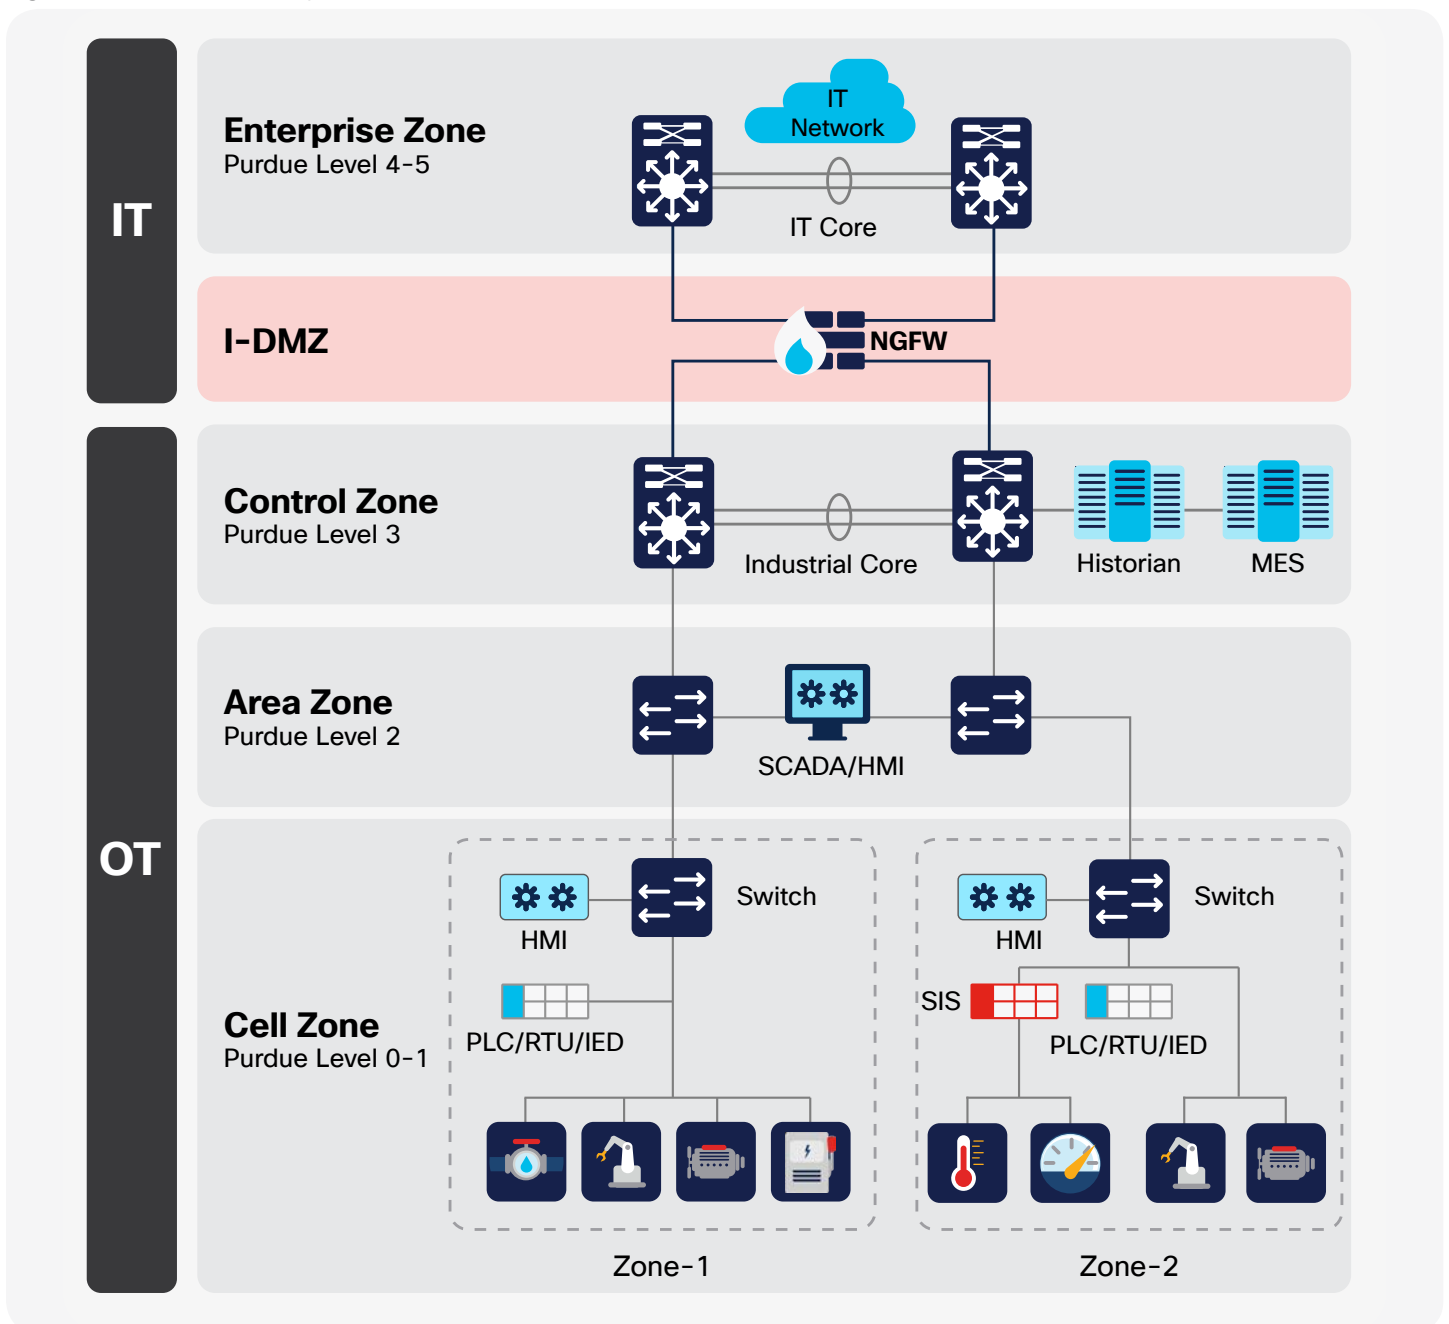 IT
Enterprise Zone
Purdue Level 4-5
IT
Network
IT Core
I-DMZ
NGFW
OT
Control Zone
Purdue Level 3
Industrial Core
Historian
MES
Area Zone
Purdue Level 2
SCADA/HMI
Cell Zone
Purdue Level 0-1
Switch
HMI
PLC/RTU/IED
Zone-1
Switch
HMI
SIS
PLC/RTU/IED
Zone-2